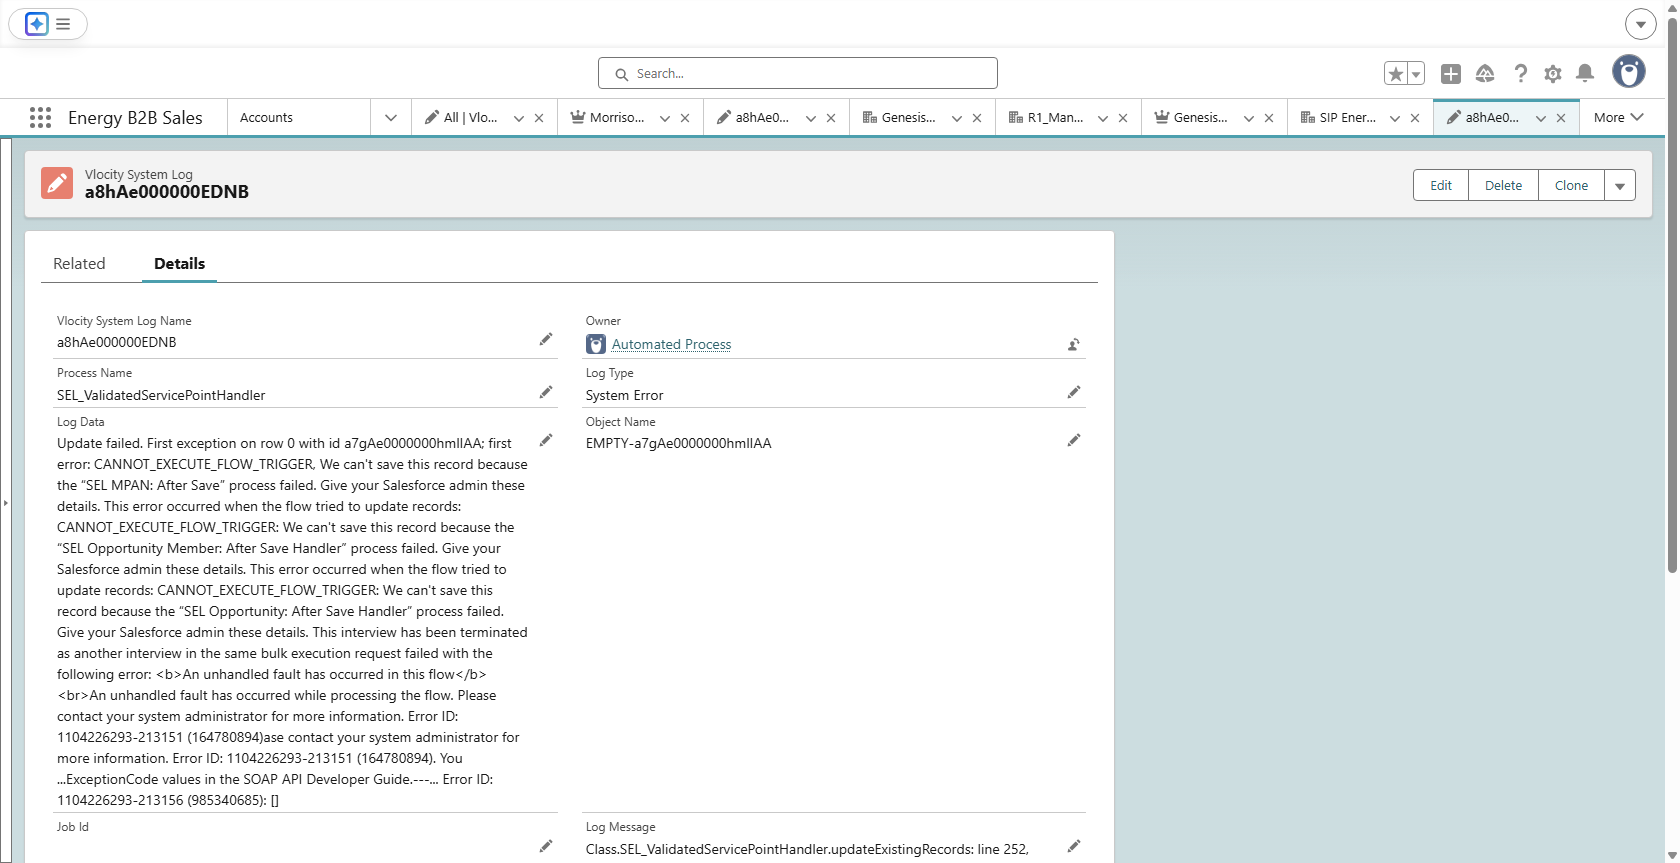 Search...
Energy B2B Sales
Accounts
All | Vlo...
Morriso...
a8hAe0...
Genesis...
R1_Man...
Genesis...
SIP Ener...
a8hAe0...
More
Vlocity System Log
a8hAe000000EDNB
Edit
Delete
Clone
Related
Details
Vlocity System Log Name
a8hAe000000EDNB
Owner
Automated Process
Process Name
SEL_ValidatedServicePointHandler
Log Type
System Error
Log Data
Update failed. First exception on row 0 with id a7gAe0000000hmlIAA; first
error: CANNOT_EXECUTE_FLOW_TRIGGER, We can't save this record because
the “SEL MPAN: After Save” process failed. Give your Salesforce admin these
details. This error occurred when the flow tried to update records:
CANNOT_EXECUTE_FLOW_TRIGGER: We can't save this record because the
“SEL Opportunity Member: After Save Handler” process failed. Give your
Salesforce admin these details. This error occurred when the flow tried to
update records: CANNOT_EXECUTE_FLOW_TRIGGER: We can't save this
record because the “SEL Opportunity: After Save Handler” process failed.
Give your Salesforce admin these details. This interview has been terminated
as another interview in the same bulk execution request failed with the
following error: <b>An unhandled fault has occurred in this flow</b>
<br>An unhandled fault has occurred while processing the flow. Please
contact your system administrator for more information. Error ID:
1104226293-213151 (164780894)ase contact your system administrator for
more information. Error ID: 1104226293-213151 (164780894). You
...ExceptionCode values in the SOAP API Developer Guide.---... Error ID:
1104226293-213156 (985340685): []
Object Name
EMPTY-a7gAe0000000hmlIAA
Job Id
Log Message
Class.SEL_ValidatedServicePointHandler.updateExistingRecords: line 252,